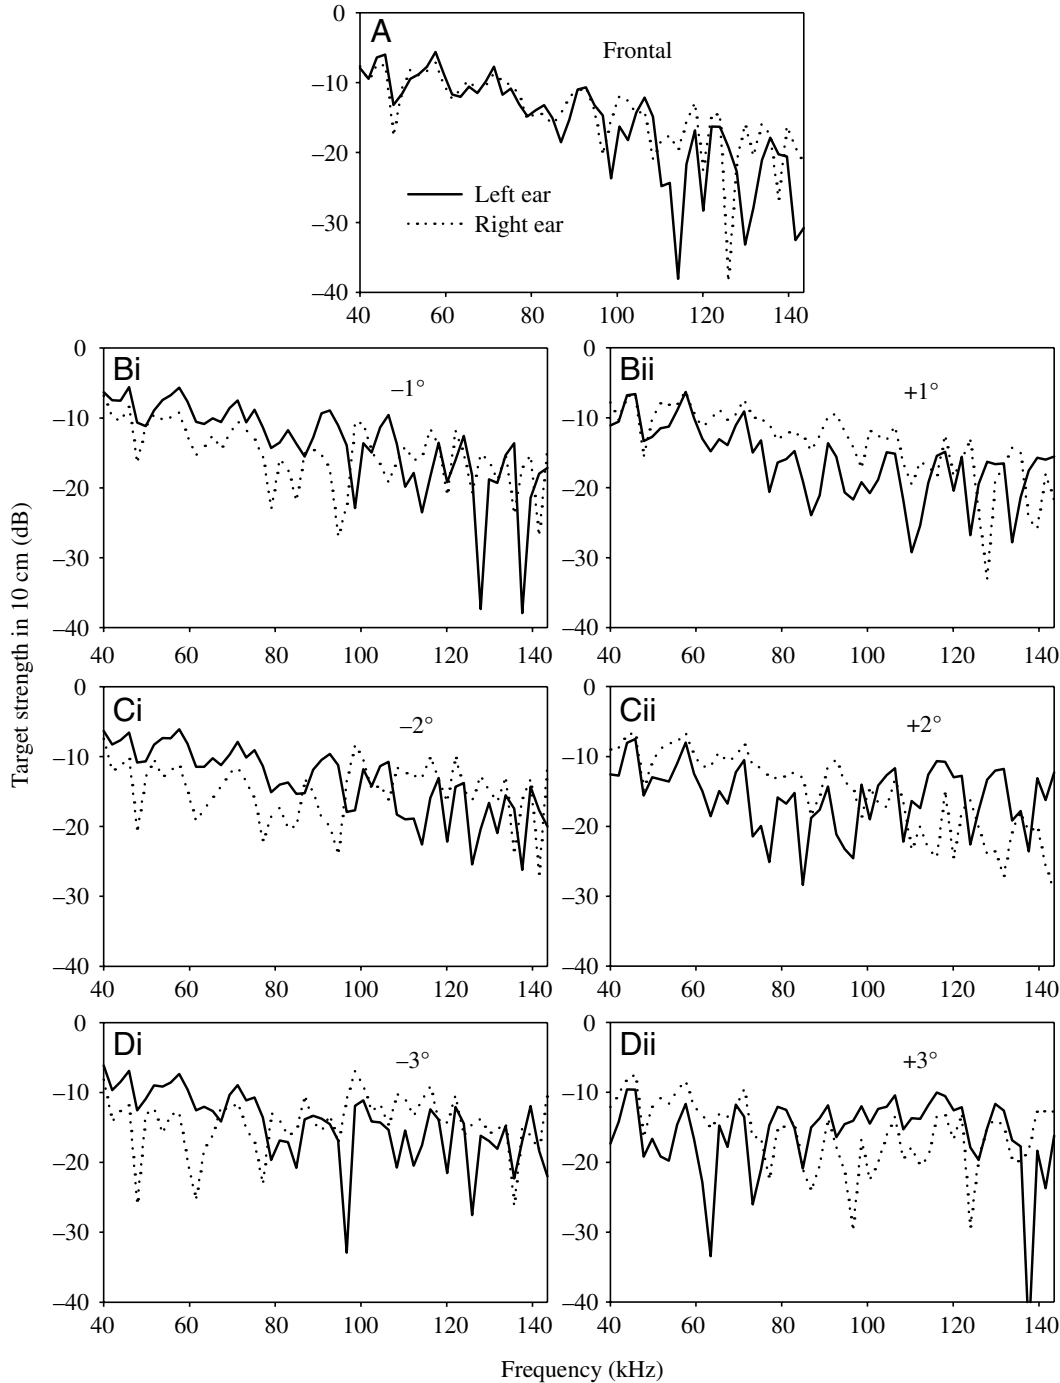 A
Frontal
0
–10
–20
–30
–40
Left ear
Right ear
40 60 80 100 120 140
Bi
–1°
0
–10
–20
–30
–40
40 60 80 100 120 140
Bii
+1°
0
–10
–20
–30
–40
40 60 80 100 120 140
Target strength in 10 cm (dB)
Ci
–2°
0
–10
–20
–30
–40
40 60 80 100 120 140
Cii
+2°
0
–10
–20
–30
–40
40 60 80 100 120 140
Di
–3°
0
–10
–20
–30
–40
40 60 80 100 120 140
Dii
+3°
0
–10
–20
–30
–40
40 60 80 100 120 140
Frequency (kHz)